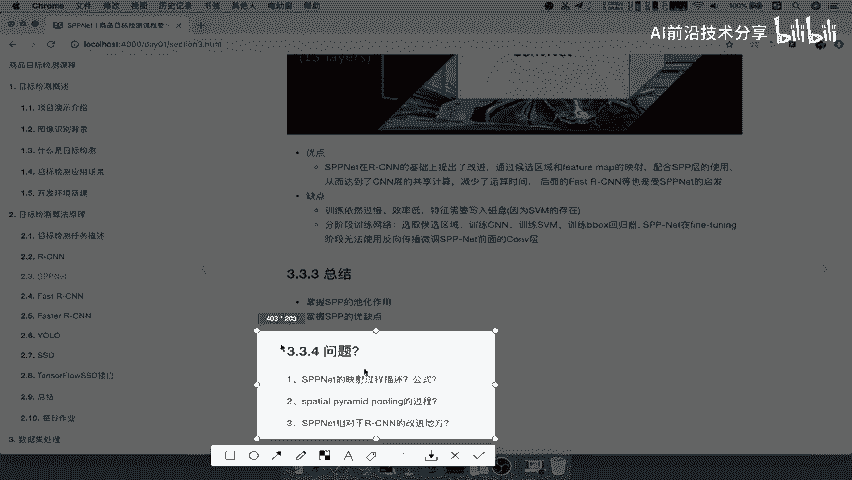 Chrome 文件 修改 视图 历史记录 书签 其他人 电动窗 帮助
100%
SPPNet | 商品目标检测课程
AI前沿技术分享 bilibili
localhost:4000/day01/section3.html
商品目标检测课程
1. 目标检测概述
1.1. 项目演示介绍
1.2. 图像识别背景
1.3. 什么是目标检测
1.4. 目标检测应用场景
1.5. 开发环境搭建
2. 目标检测算法原理
2.1. 目标检测任务描述
2.2. R-CNN
2.3. SPPNet
2.4. Fast R-CNN
2.5. Faster R-CNN
2.6. YOLO
2.7. SSD
2.8. TensorFlowSSD接口
2.9. 总结
2.10. 每日作业
3. 数据集处理
优点
SPPNet在R-CNN的基础上提出了改进，通过候选区域和feature map的映射，配合SPP层的使用，
从而达到了CNN层的共享计算，减少了运算时间， 后面的Fast R-CNN等也是受SPPNet的启发
缺点
训练依然过慢、效率低，特征需要写入磁盘(因为SVM的存在)
分阶段训练网络：选取候选区域、训练CNN、训练SVM、训练bbox回归器, SPP-Net在fine-tuning
阶段无法使用反向传播微调SPP-Net前面的Conv层
3.3.3 总结
掌握SPP的池化作用
掌握SPP的优缺点
403 * 205
3.3.4 问题?
1、SPPNet的映射过程描述？公式?
2、spatial pyramid pooling的过程?
3、SPPNet相对于R-CNN的改进地方?